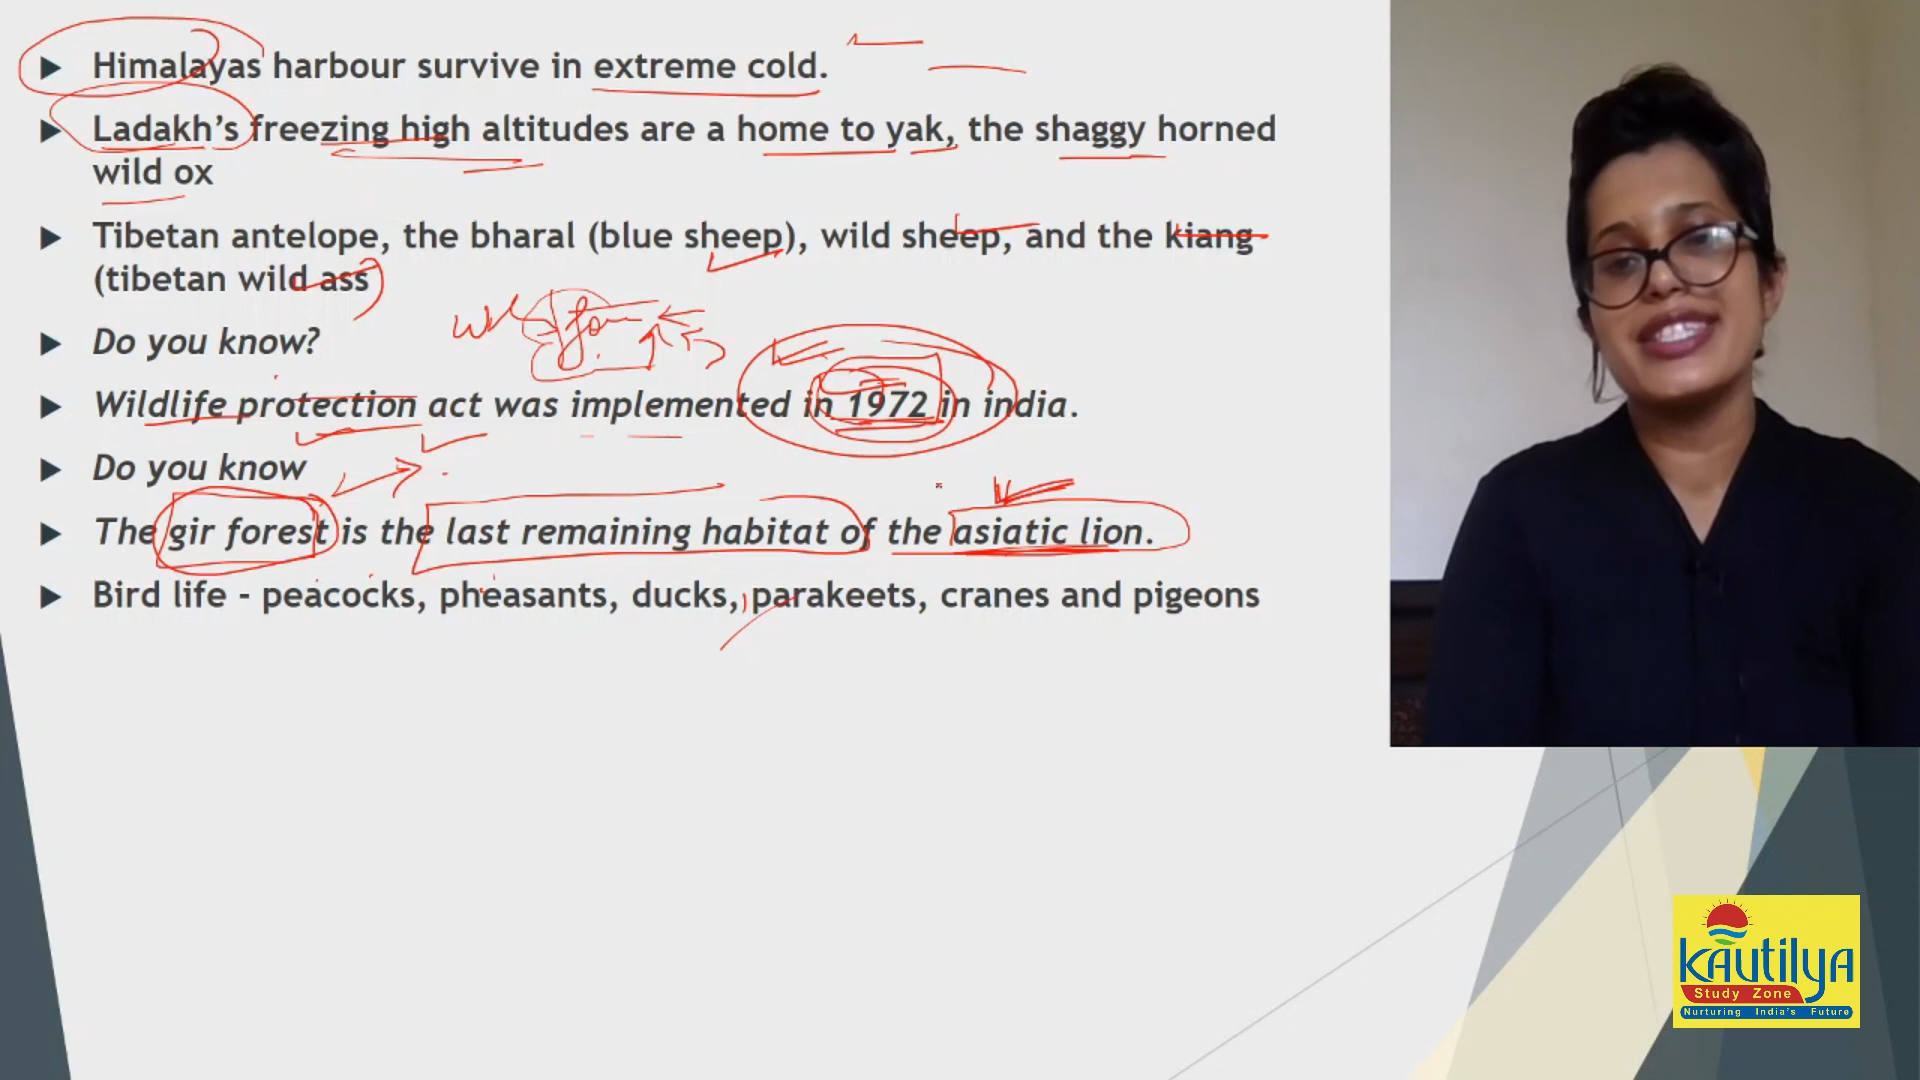 Himalayas harbour survive in extreme cold.
Ladakh's freezing high altitudes are a home to yak, the shaggy horned
wild ox
Tibetan antelope, the bharal (blue sheep), wild sheep, and the kiang
(tibetan wild ass
Do you know?
Wildlife protection act was implemented in 1972 in india.
Do you know
The gir forest is the last remaining habitat of the asiatic lion.
Bird life - peacocks, pheasants, ducks, parakeets, cranes and pigeons
kautilya
Study Zone
Nurturing India's Future